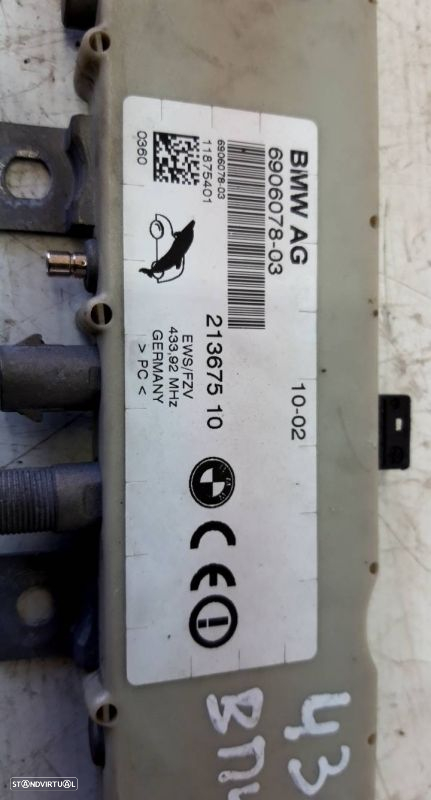 BMW AG
6906078-03
6906078-03
11875401
0360
10-02
213675 10
EWS/FZV
433,92 MHz
GERMANY
> PC <
CE
43
STANDVIRTUAL